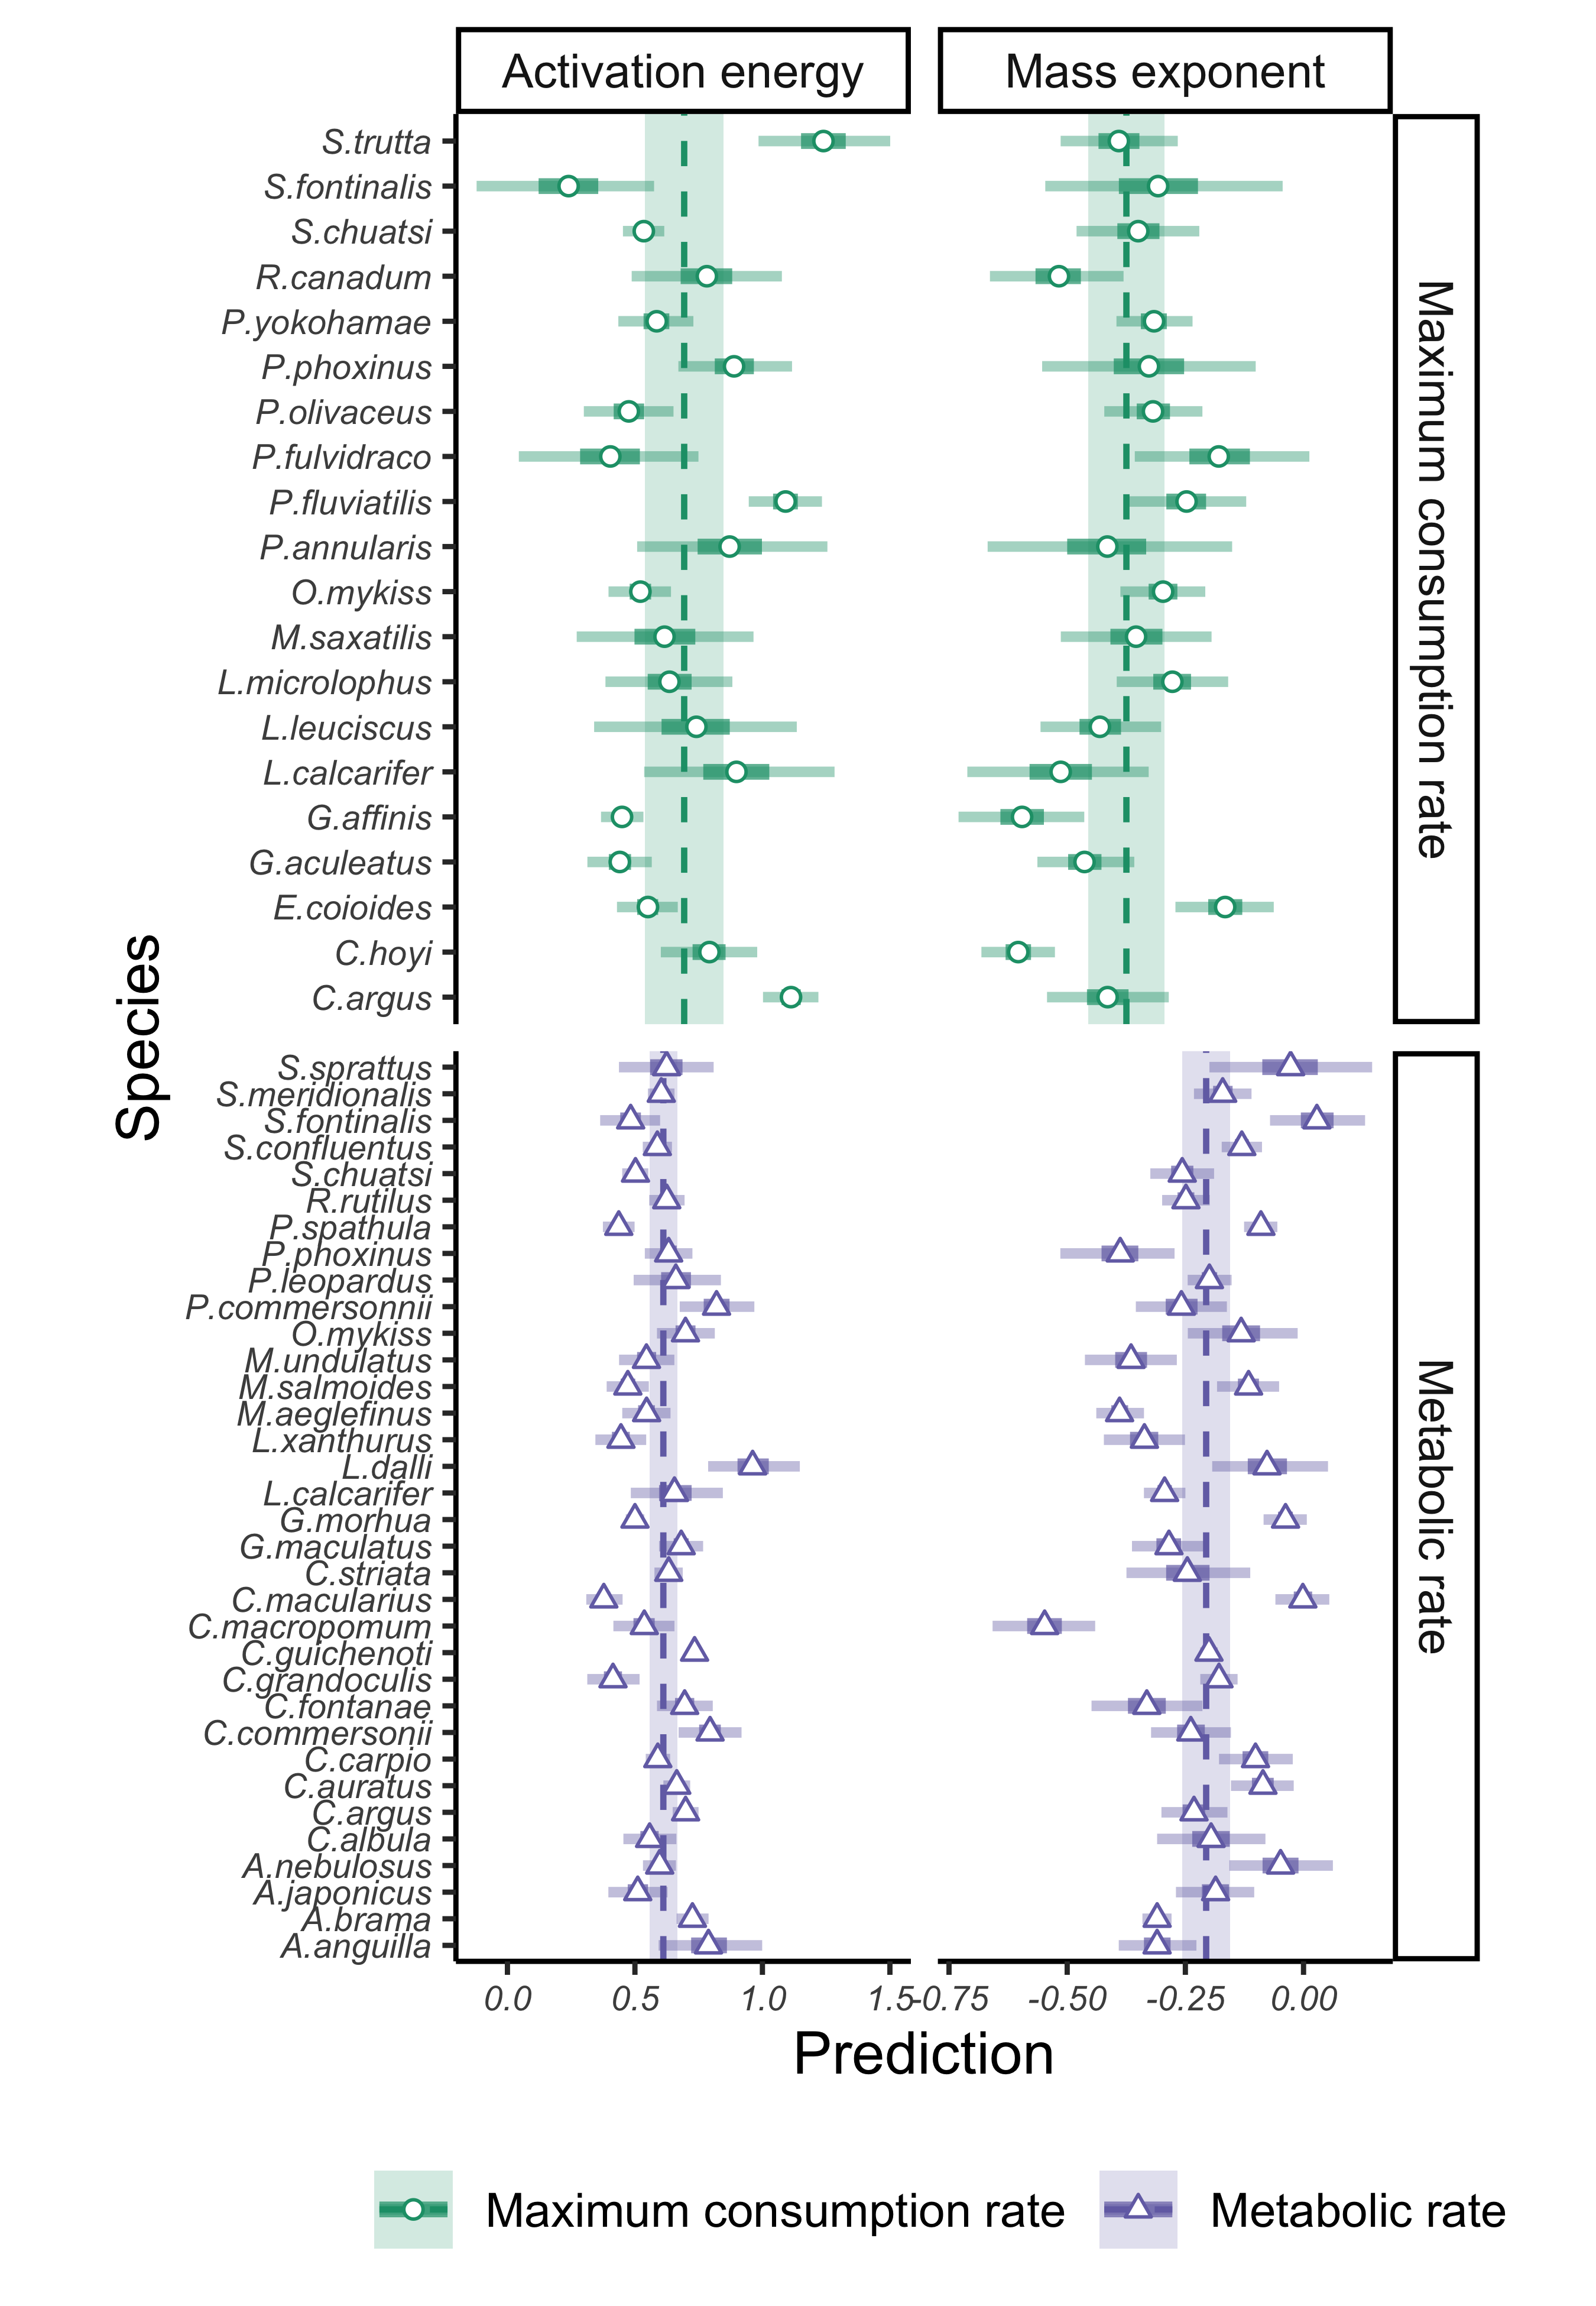 Activation energy
Mass exponent
S.trutta
S.fontinalis
S.chuatsi
R.canadum
P.yokohamae
P.phoxinus
P.olivaceus
P.fulvidraco
P.fluviatilis
P.annularis
O.mykiss
M.saxatilis
L.microlophus
L.leuciscus
L.calcarifer
G.affinis
G.aculeatus
E.coioides
C.hoyi
C.argus
Maximum consumption rate
Species
S.sprattus
S.meridionalis
S.fontinalis
S.confluentus
S.chuatsi
R.rutilus
P.spathula
P.phoxinus
P.leopardus
P.commersonnii
O.mykiss
M.undulatus
M.salmoides
M.aeglefinus
L.xanthurus
L.dalli
L.calcarifer
G.morhua
G.maculatus
C.striata
C.macularius
C.macropomum
C.guichenoti
C.grandoculis
C.fontanae
C.commersonii
C.carpio
C.auratus
C.argus
C.albula
A.nebulosus
A.japonicus
A.brama
A.anguilla
Metabolic rate
0.0 0.5 1.0 1.5 -0.75 -0.50 -0.25 0.00
Prediction
Maximum consumption rate Metabolic rate